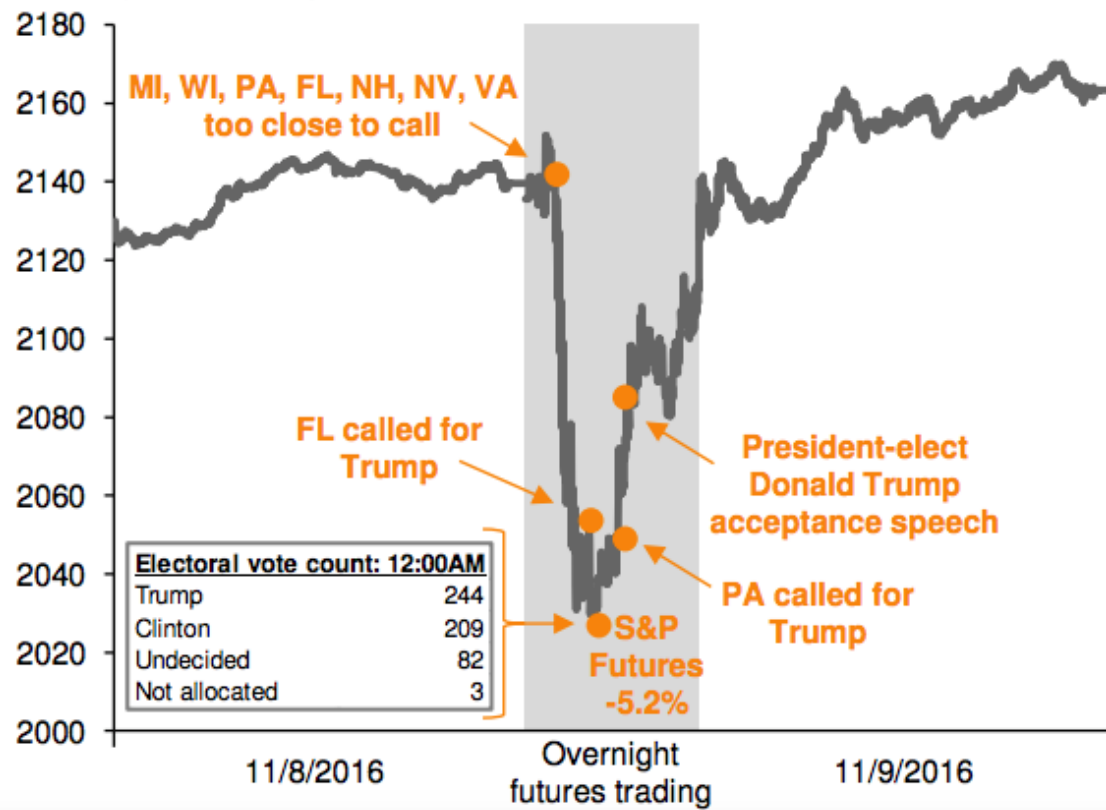 2180
2160
2140
2120
2100
2080
2060
2040
2020
2000
MI, WI, PA, FL, NH, NV, VA
too close to call
FL called for
Trump
President-elect
Donald Trump
acceptance speech
PA called for
Trump
Electoral vote count: 12:00AM
Trump 244
Clinton 209
Undecided 82
Not allocated 3
S&P
Futures
-5.2%
11/8/2016
Overnight
futures trading
11/9/2016